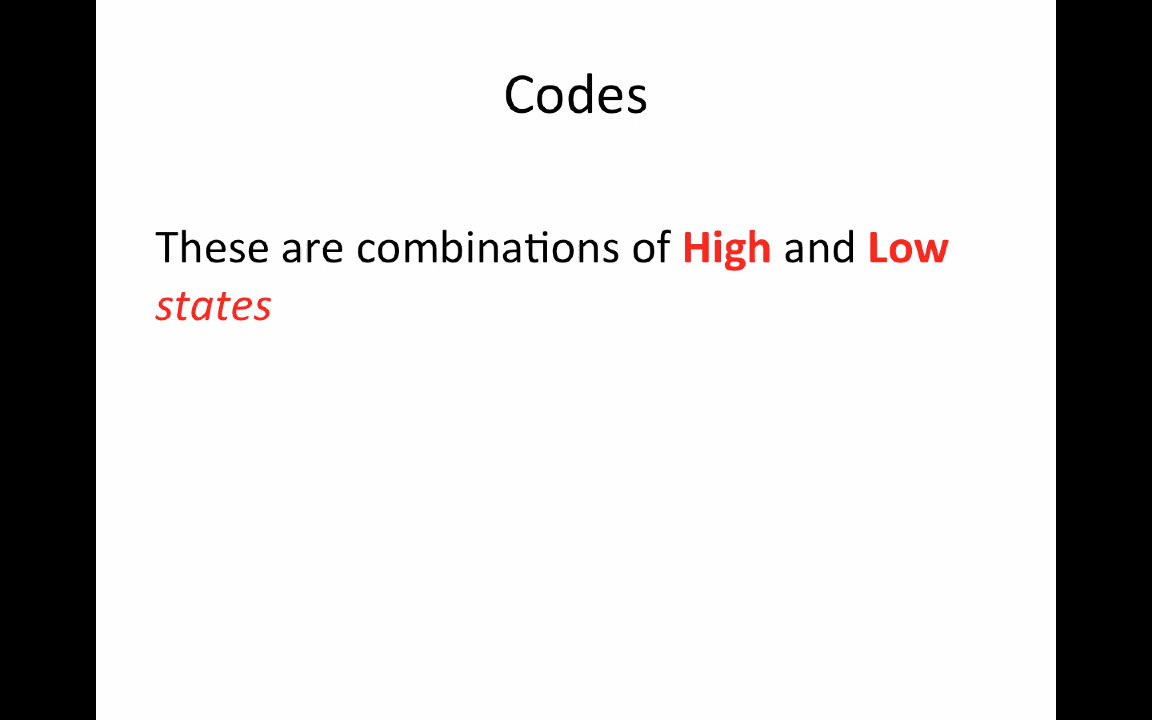 Codes
These are combinations of High and Low
states